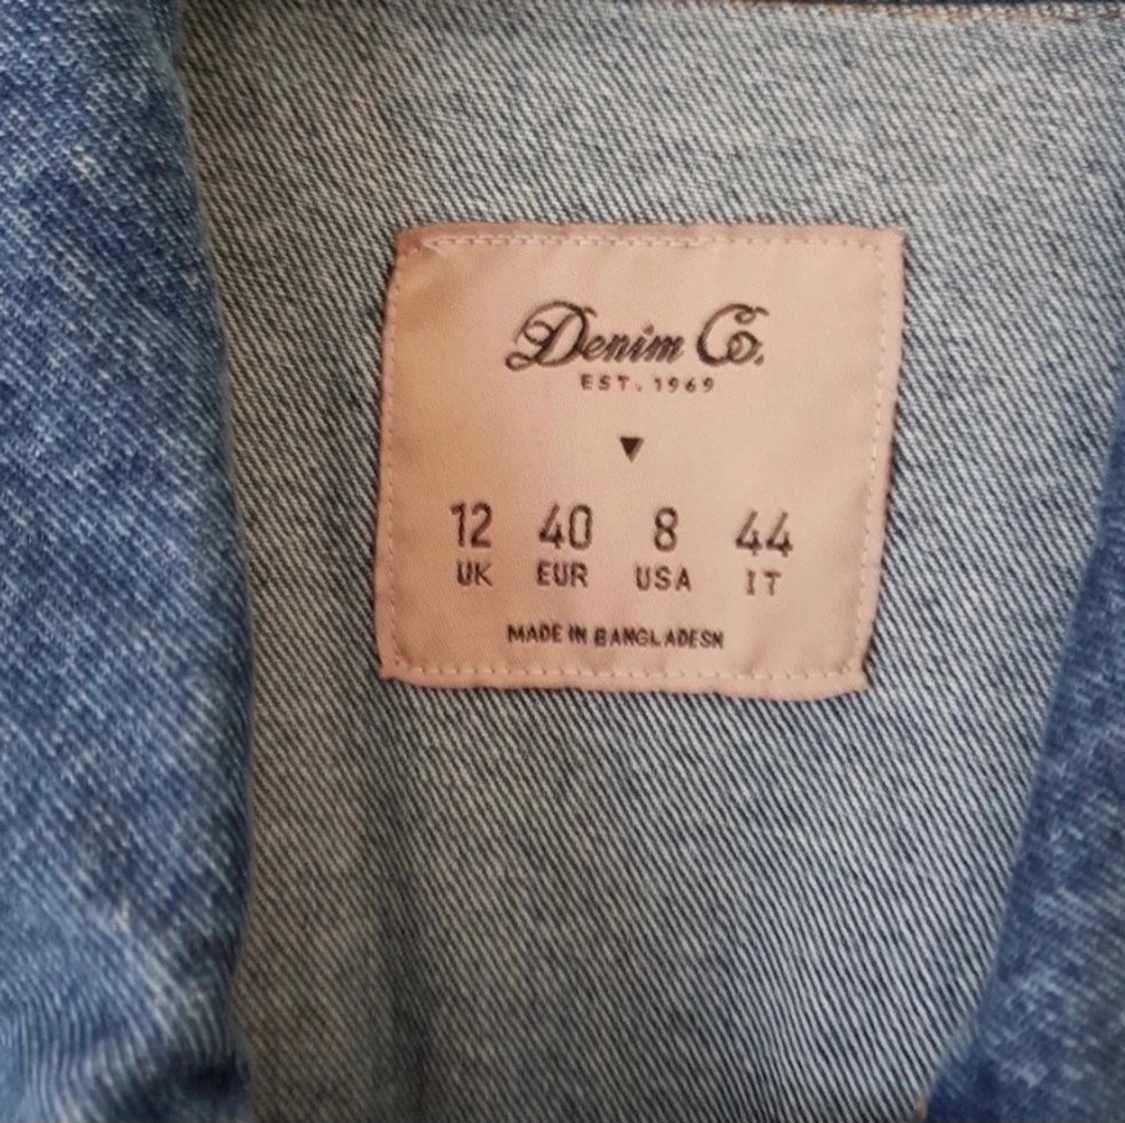 Denim Co.
EST. 1969
12 40 8 44
UK EUR USA IT
MADE IN BANGLADESH